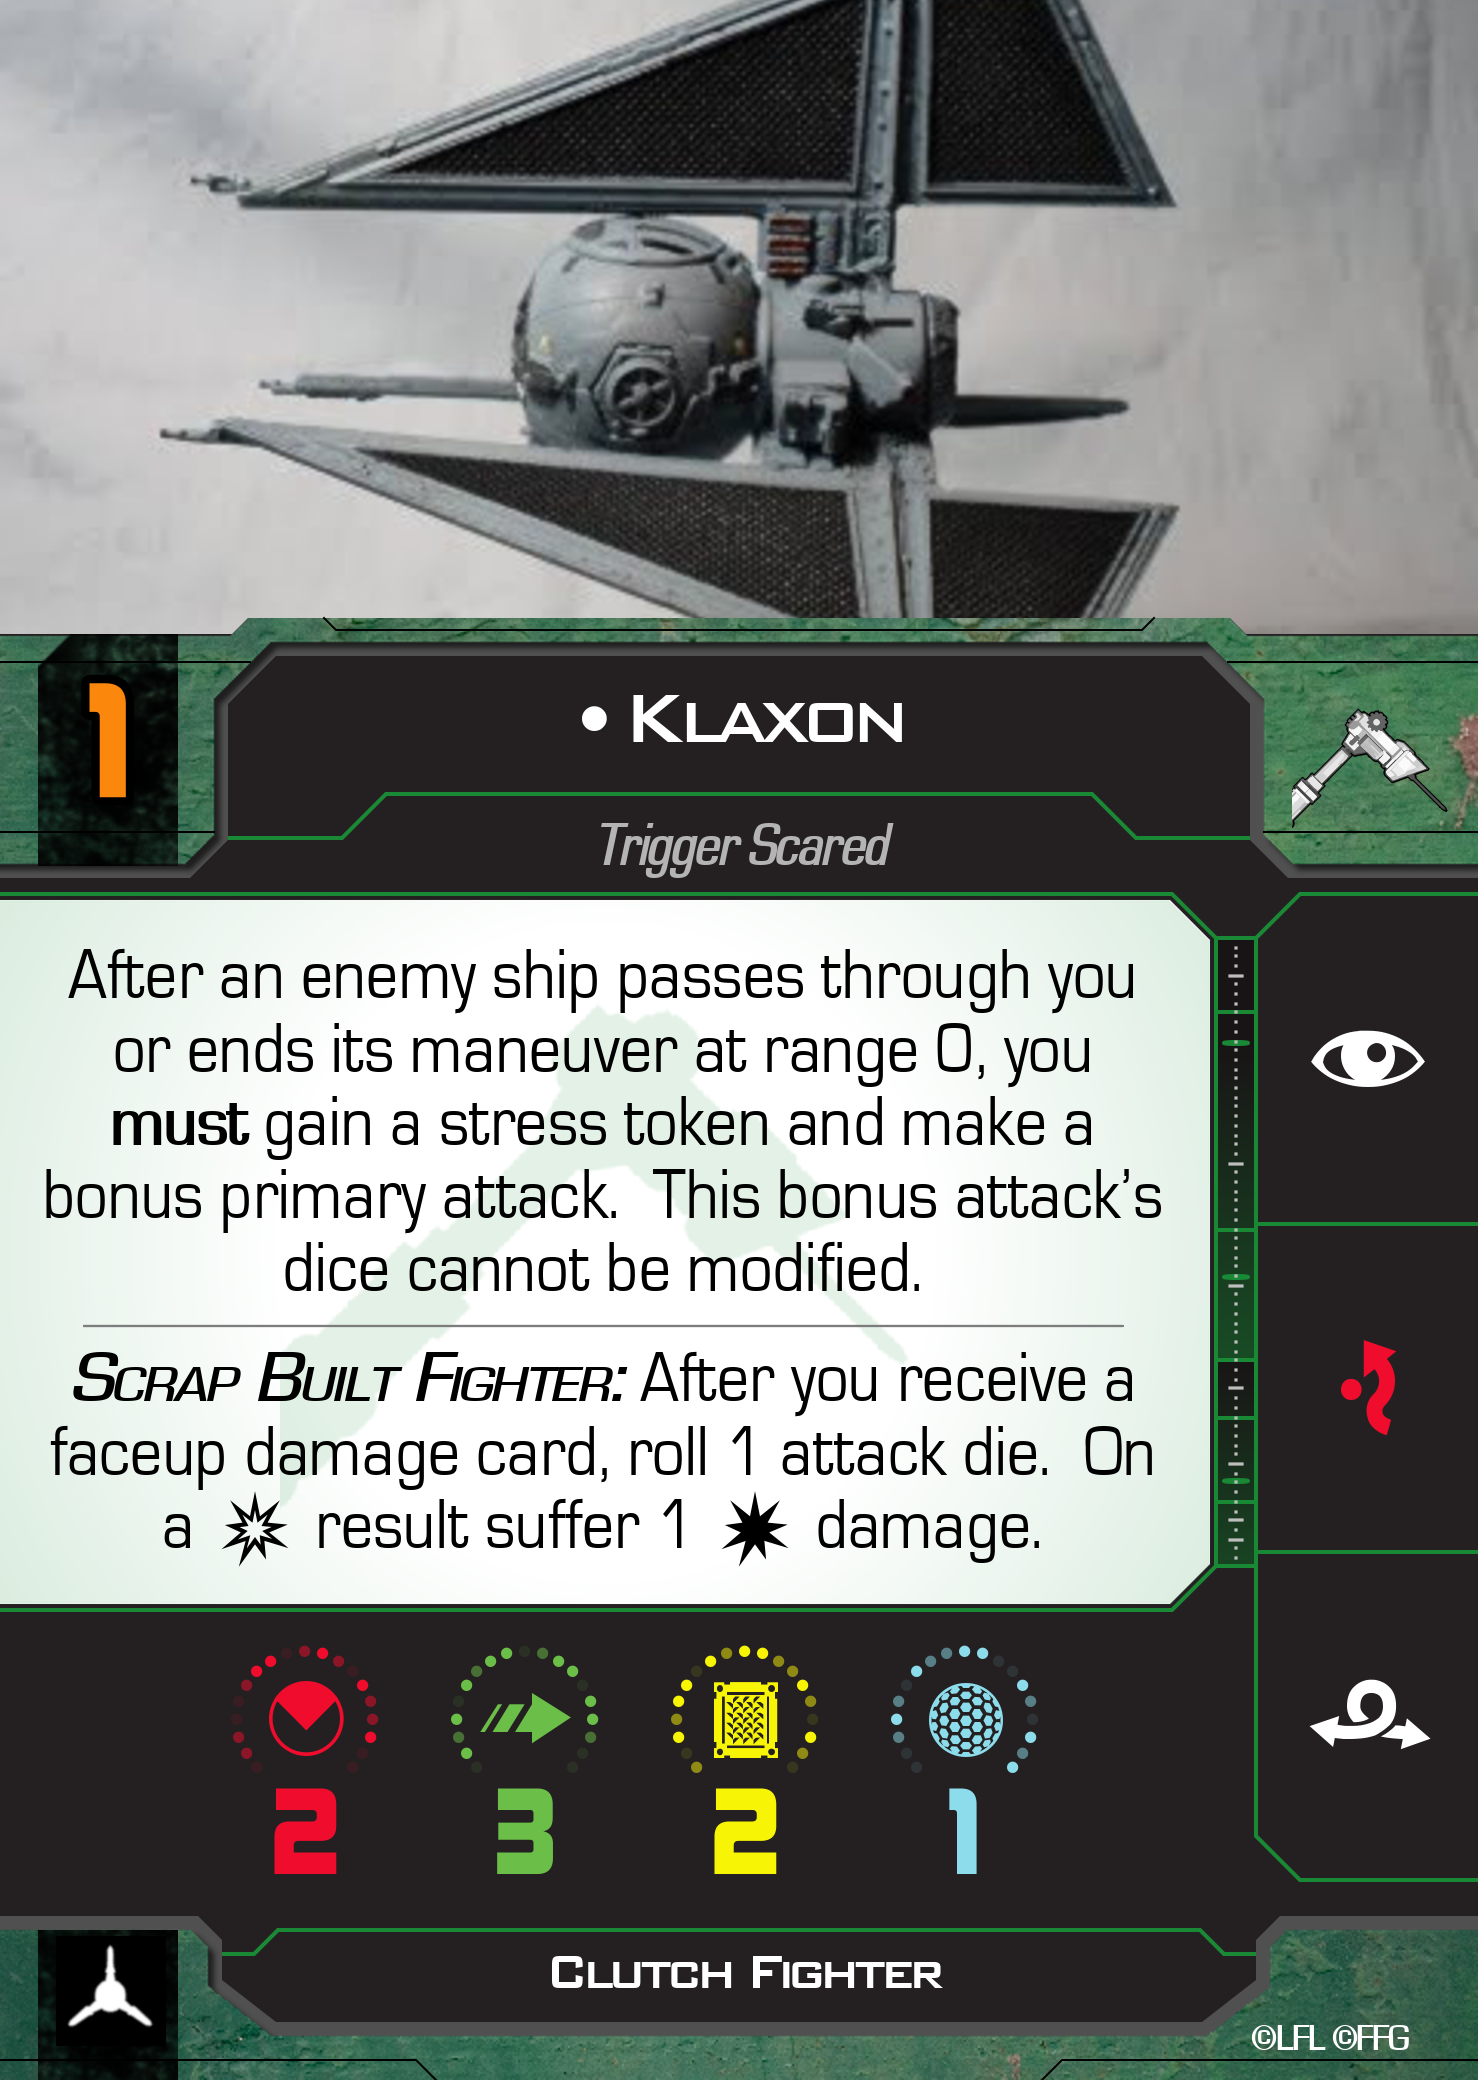 1
• Klaxon
Trigger Scared
After an enemy ship passes through you
or ends its maneuver at range 0, you
must gain a stress token and make a
bonus primary attack.  This bonus attack’s
dice cannot be modified.
Scrap Built Fighter: After you receive a
faceup damage card, roll 1 attack die.  On
a result suffer 1 damage.
2 3 2 1
Clutch Fighter
©LFL ©FFG